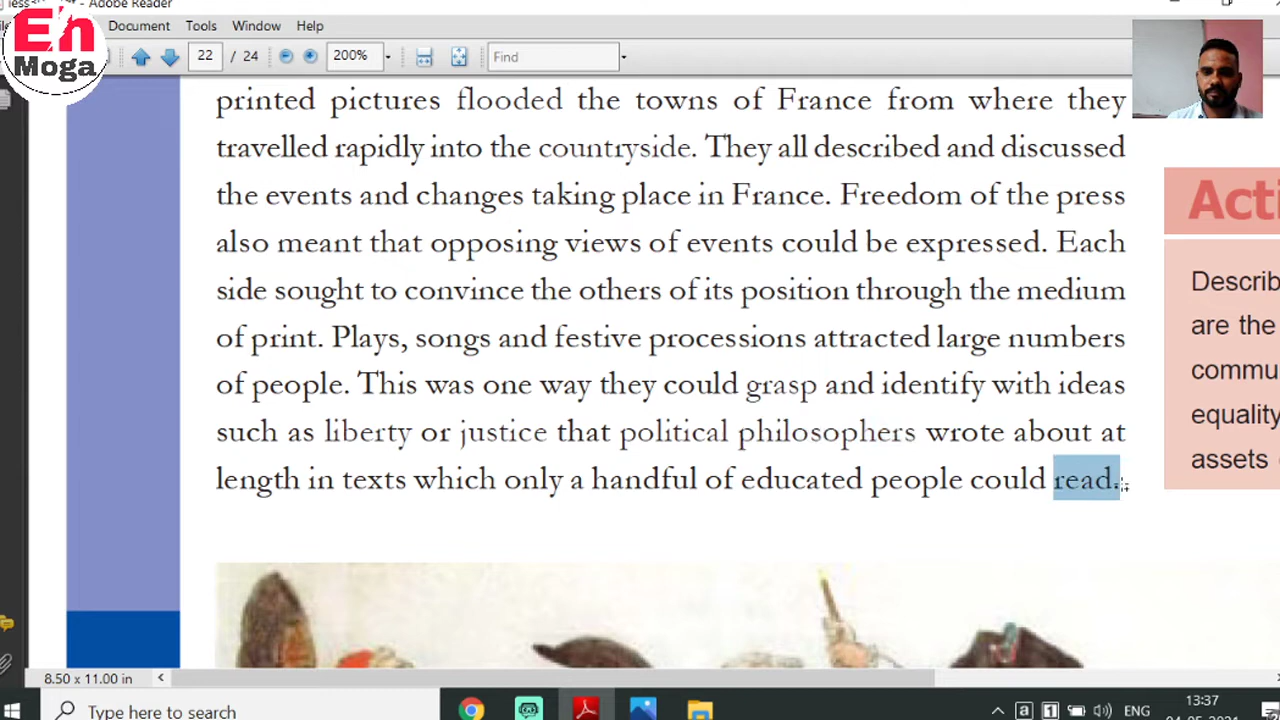 - Adobe Reader
Document Tools Window Help
22 / 24 200% Find
Eh
Moga
printed pictures flooded the towns of France from where they
travelled rapidly into the countryside. They all described and discussed
the events and changes taking place in France. Freedom of the press
also meant that opposing views of events could be expressed. Each
side sought to convince the others of its position through the medium
of print. Plays, songs and festive processions attracted large numbers
of people. This was one way they could grasp and identify with ideas
such as liberty or justice that political philosophers wrote about at
length in texts which only a handful of educated people could read.
Acti
Describ
are the
commu
equality
assets
8.50 x 11.00 in
Type here to search
ENG
13:37